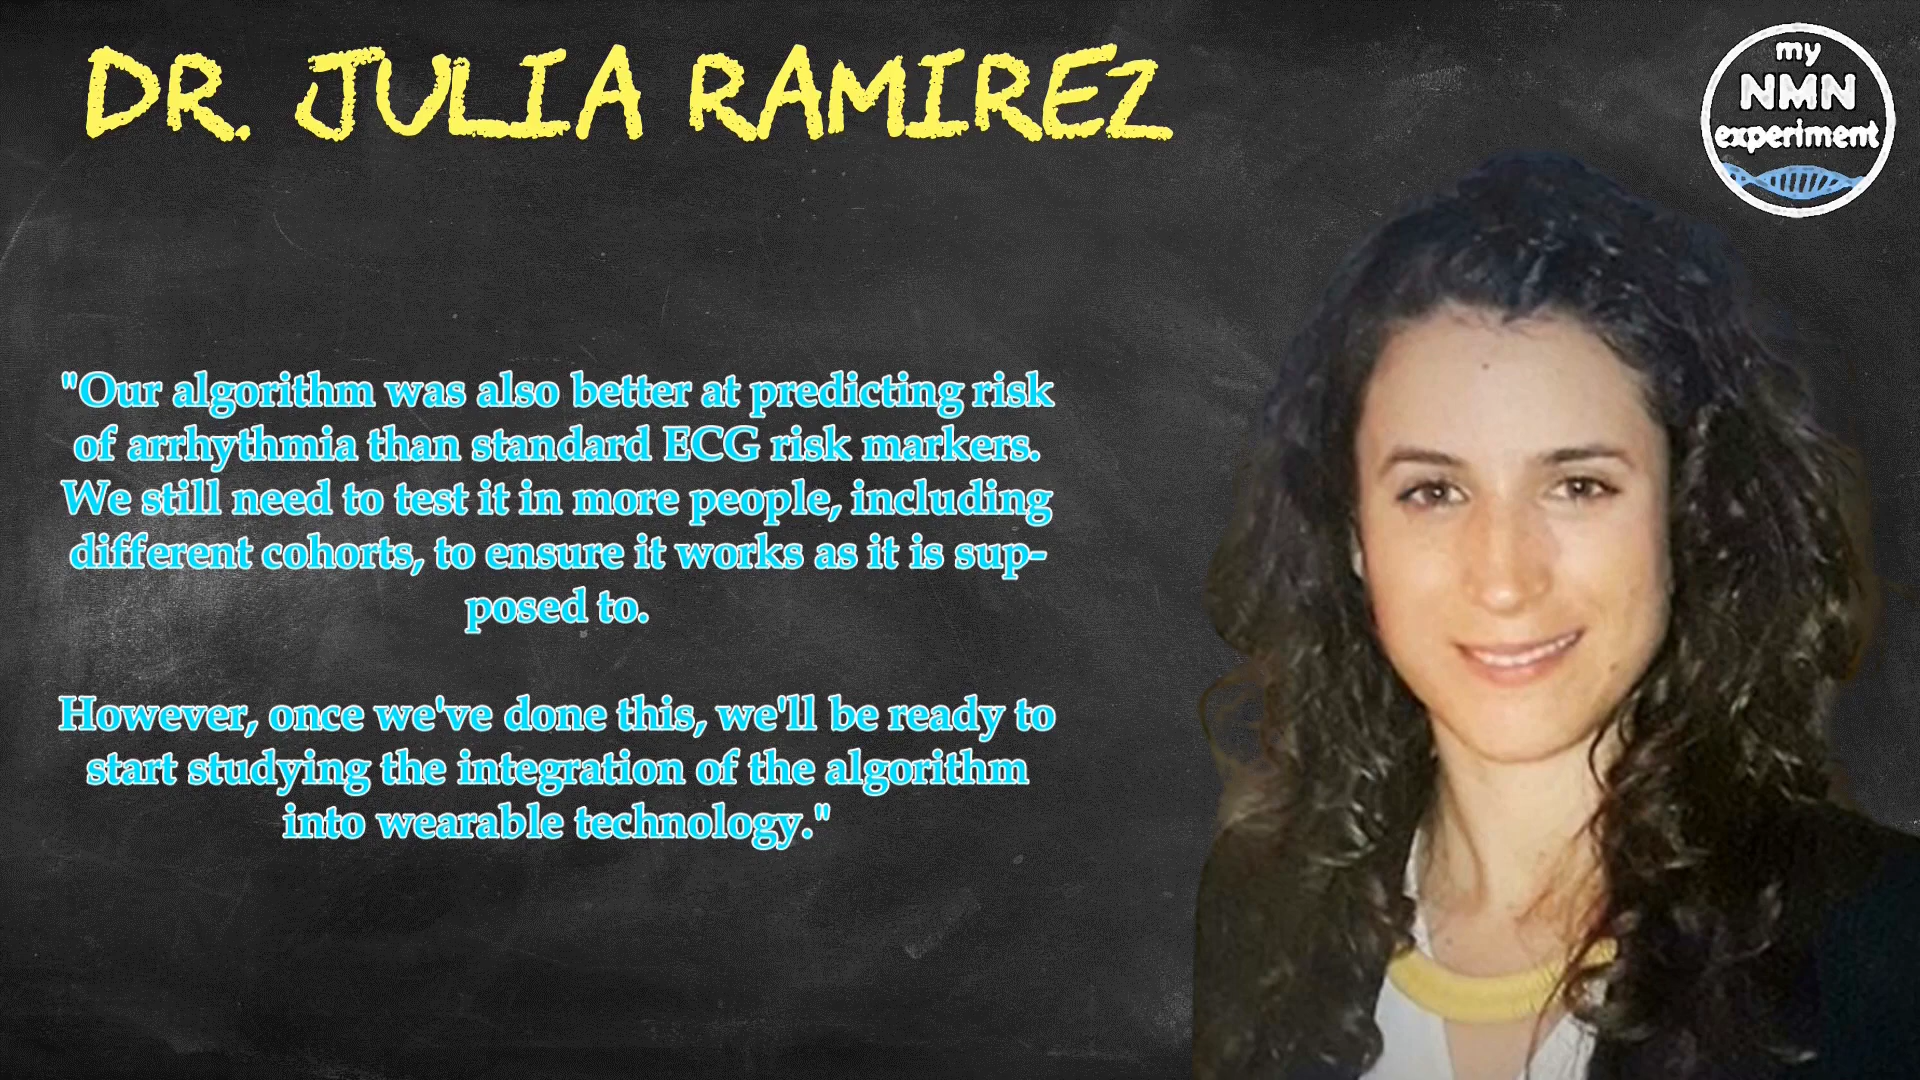 DR. JULIA RAMIREZ
my
NMN
experiment
"Our algorithm was also better at predicting risk
of arrhythmia than standard ECG risk markers.
We still need to test it in more people, including
different cohorts, to ensure it works as it is sup-
posed to.
However, once we've done this, we'll be ready to
start studying the integration of the algorithm
into wearable technology."